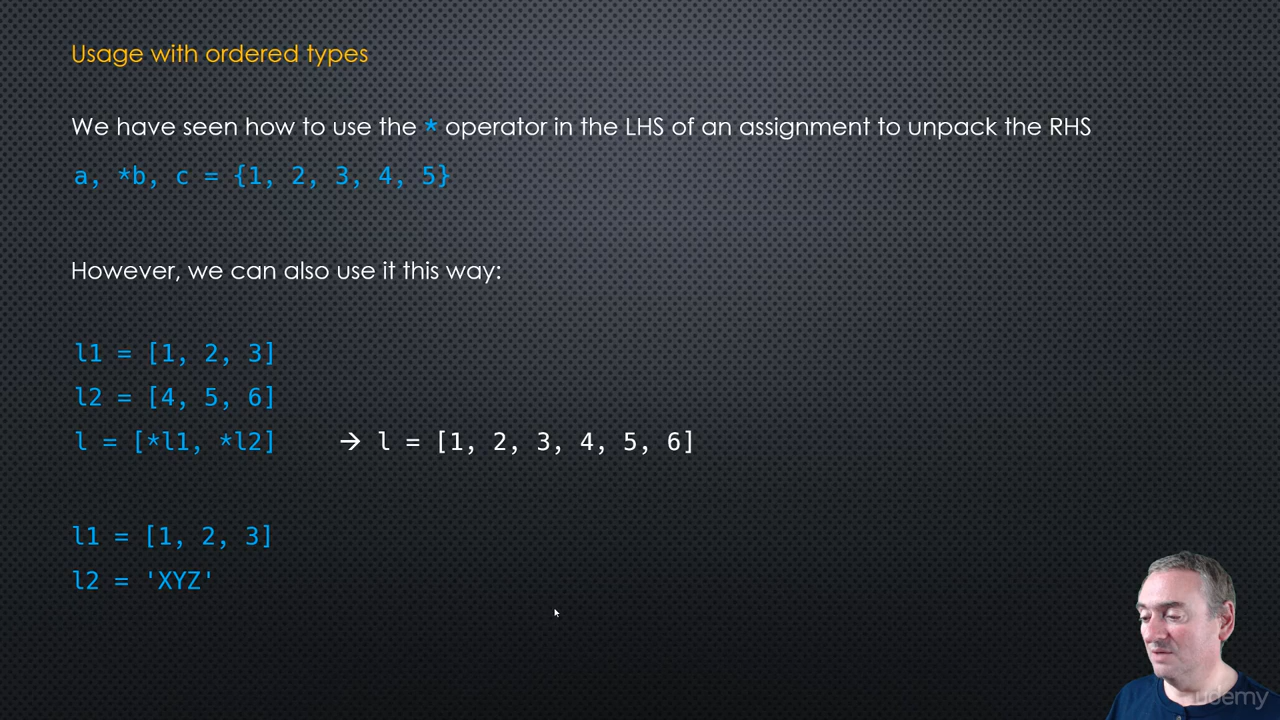 Usage with ordered types
We have seen how to use the * operator in the LHS of an assignment to unpack the RHS
a, *b, c = {1, 2, 3, 4, 5}
However, we can also use it this way:
l1 = [1, 2, 3]
l2 = [4, 5, 6]
l = [*l1, *l2] → l = [1, 2, 3, 4, 5, 6]
l1 = [1, 2, 3]
l2 = 'XYZ'
udemy